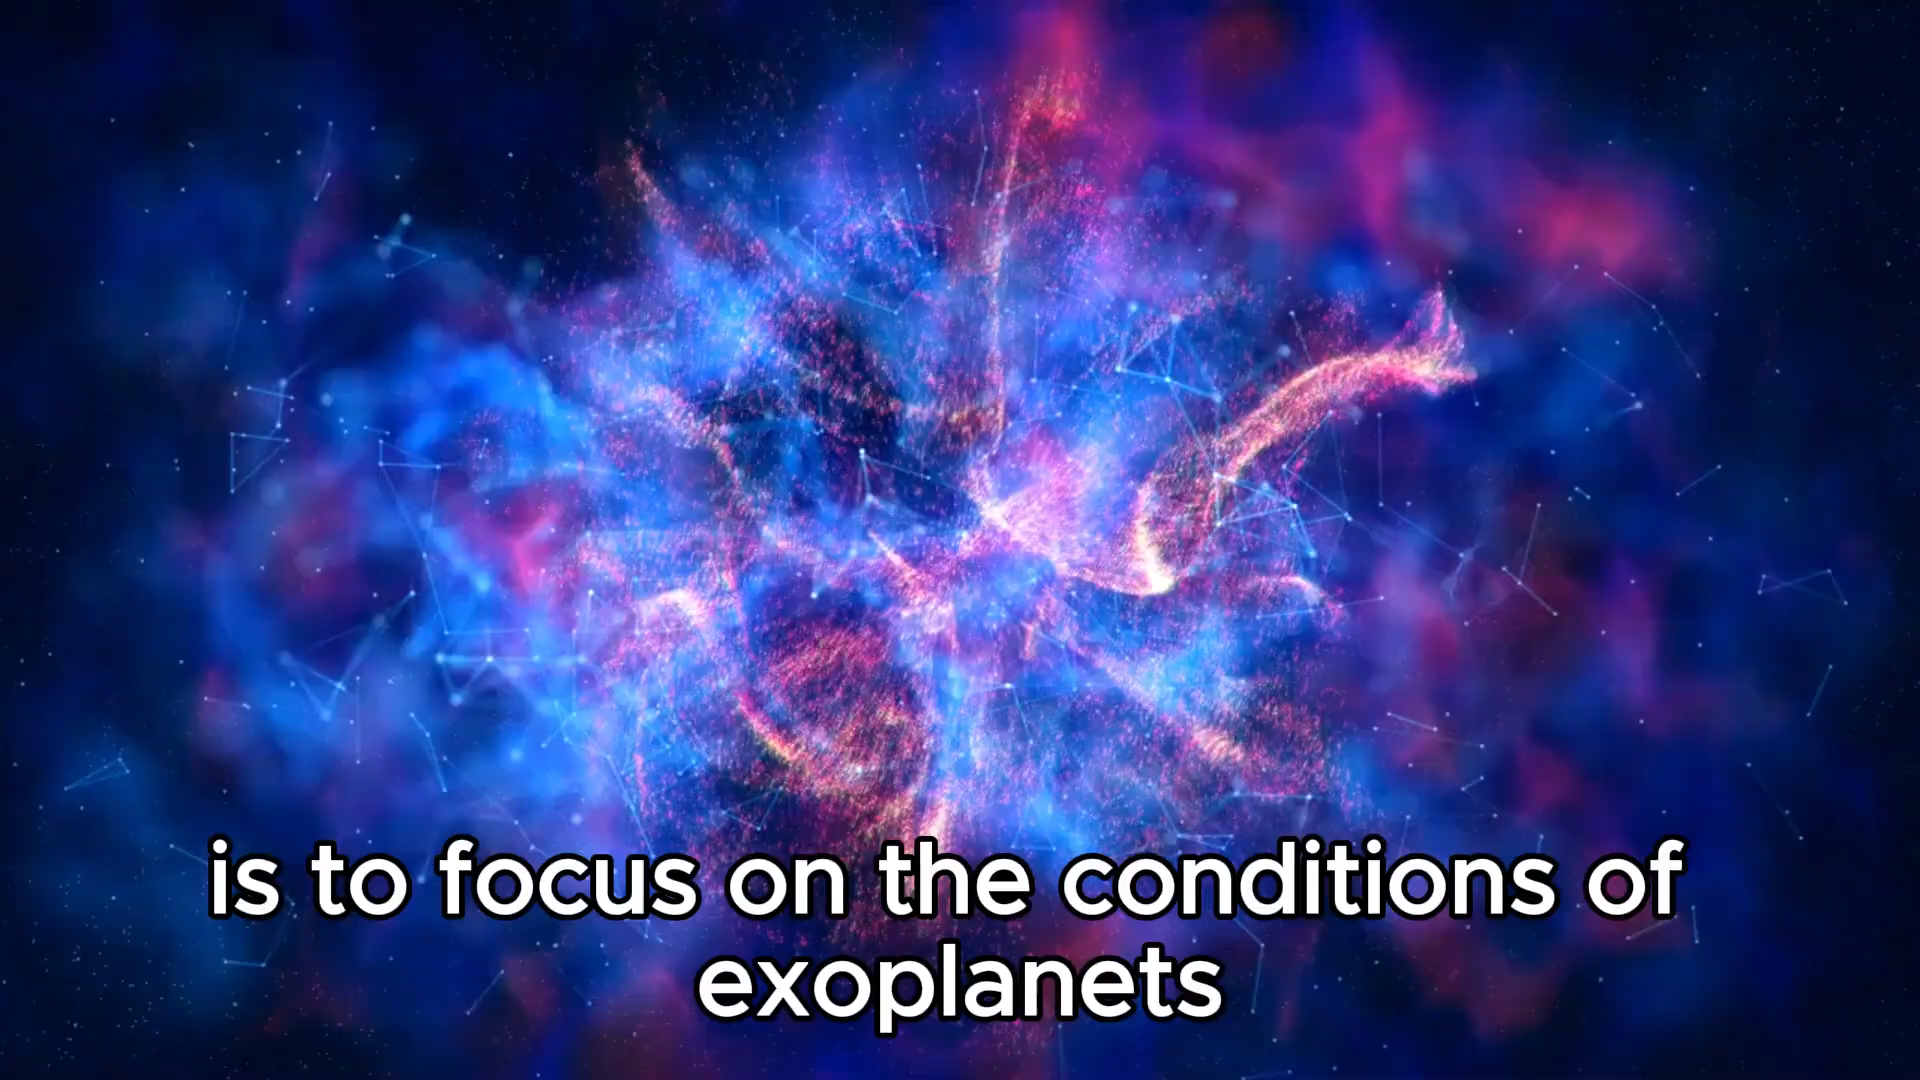 is to focus on the conditions of
exoplanets